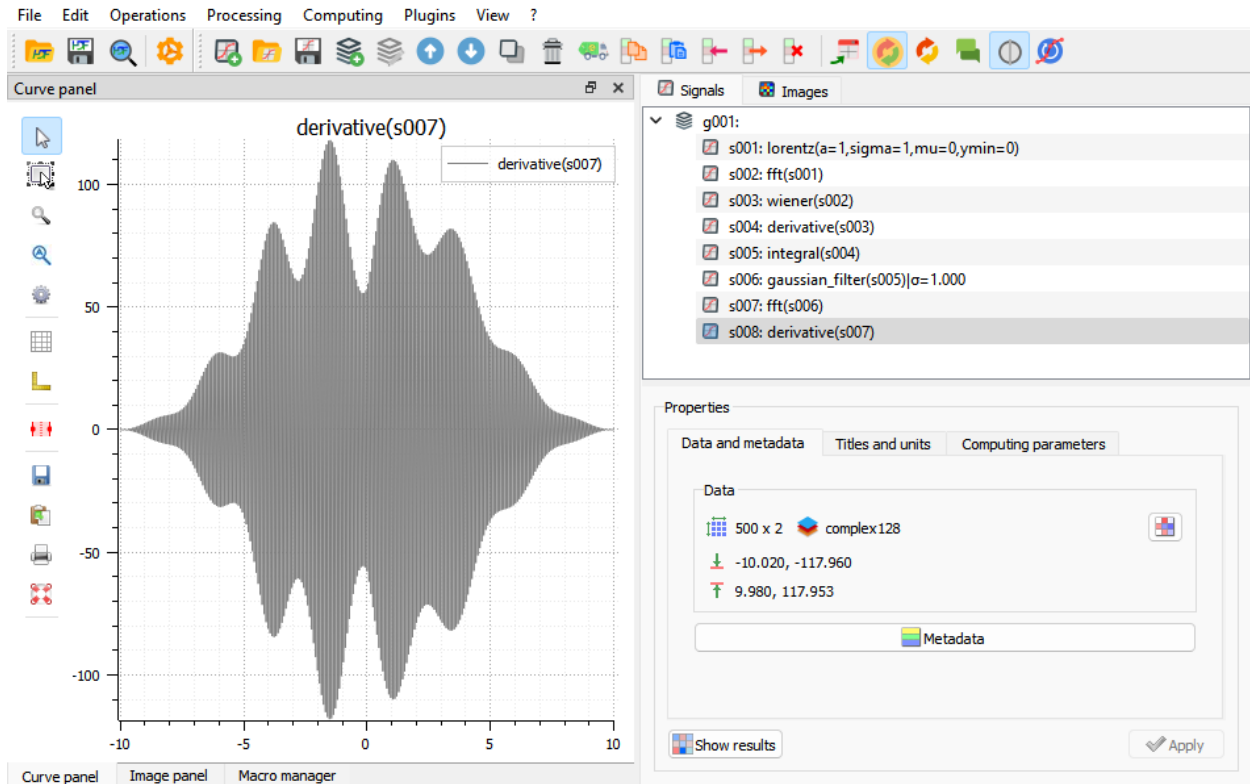 File Edit Operations Processing Computing Plugins View ?
Curve panel
derivative(s007)
derivative(s007)
100
50
0
-50
-100
-10 -5 0 5 10
Curve panel Image panel Macro manager
Signals Images
g001:
s001: lorentz(a=1,sigma=1,mu=0,ymin=0)
s002: fft(s001)
s003: wiener(s002)
s004: derivative(s003)
s005: integral(s004)
s006: gaussian_filter(s005)|σ=1.000
s007: fft(s006)
s008: derivative(s007)
Properties
Data and metadata Titles and units Computing parameters
Data
500 x 2 complex128
-10.020, -117.960
9.980, 117.953
Metadata
Show results Apply